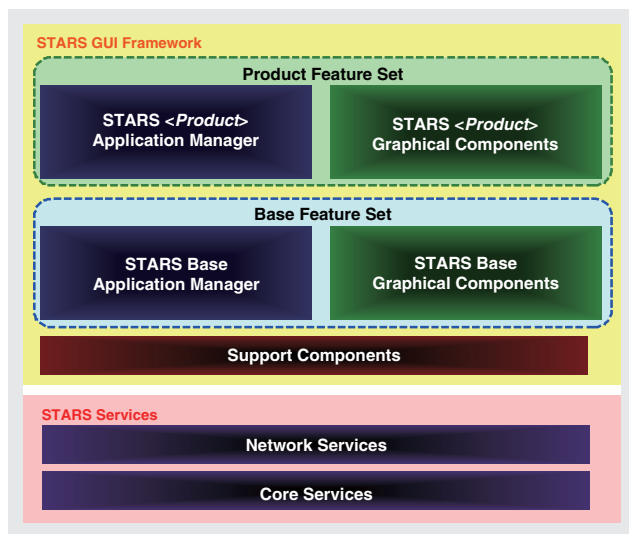 STARS GUI Framework
Product Feature Set
STARS <Product>
Application Manager
STARS <Product>
Graphical Components
Base Feature Set
STARS Base
Application Manager
STARS Base
Graphical Components
Support Components
STARS Services
Network Services
Core Services